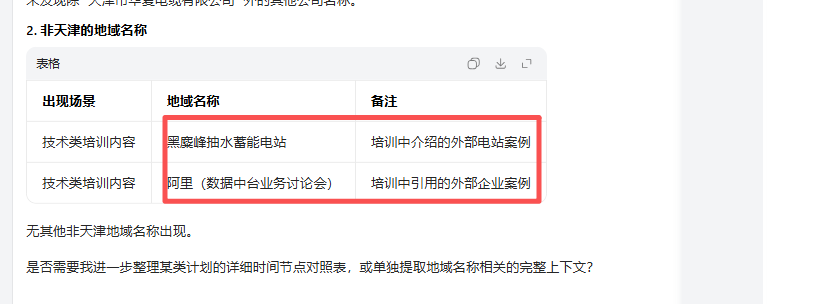 未发现除"天津市华夏电缆有限公司"外的其他公司名称。
2. 非天津的地域名称
表格
出现场景 地域名称 备注
技术类培训内容 黑麋峰抽水蓄能电站 培训中介绍的外部电站案例
技术类培训内容 阿里（数据中台业务讨论会） 培训中引用的外部企业案例
无其他非天津地域名称出现。
是否需要我进一步整理某类计划的详细时间节点对照表，或单独提取地域名称相关的完整上下文？